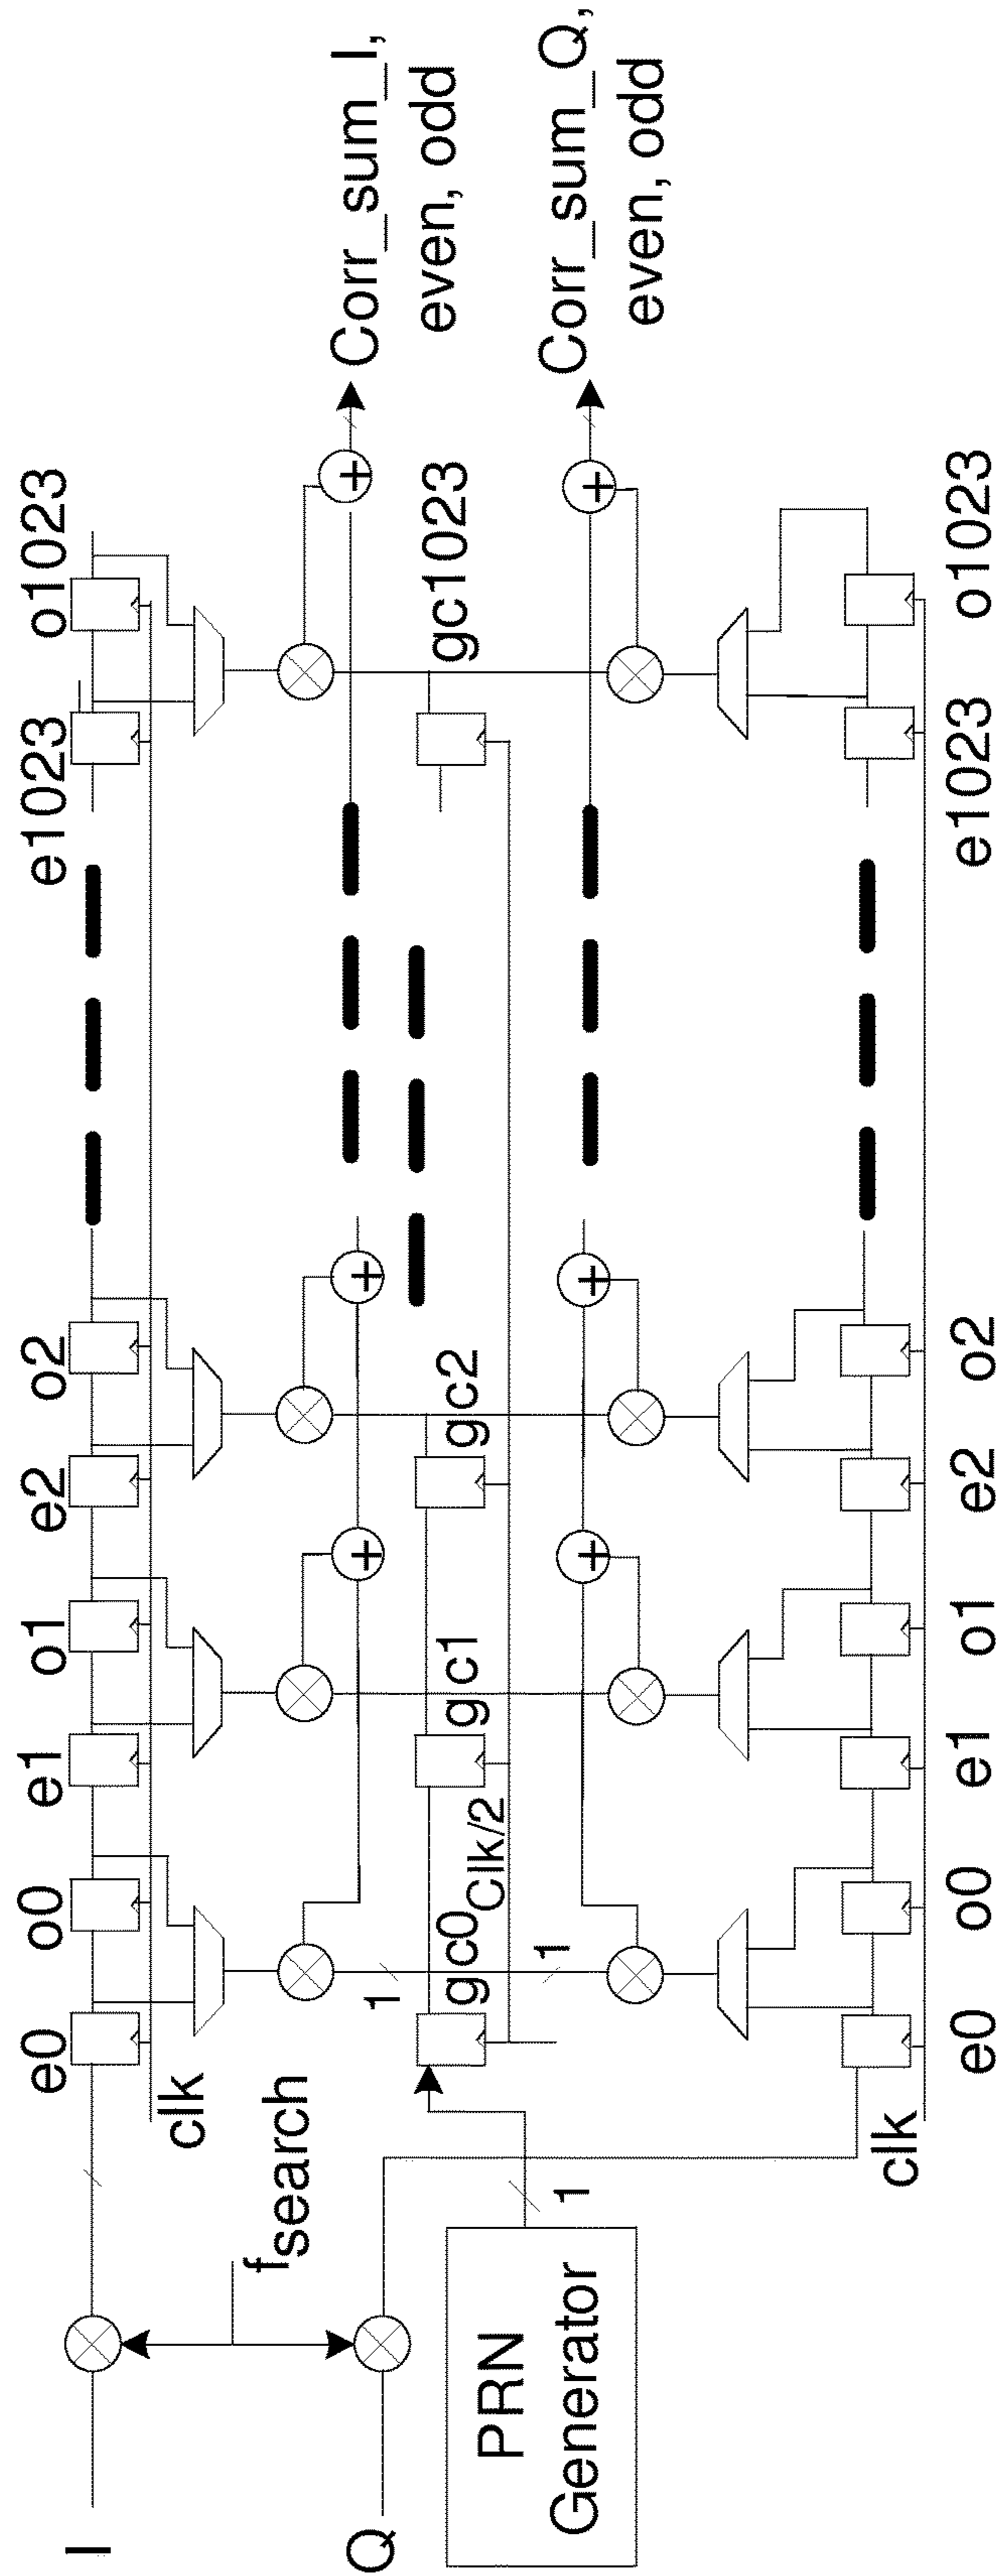 e0 o0 e1 o1 e2 o2 e1023 o1023
I
clk
fsearch
Corr_sum_I,
even, odd
1
gc0 gc1 gc2 gc1023
Clk/2
1
Q
PRN
Generator
1
Corr_sum_Q,
even, odd
clk
e0 o0 e1 o1 e2 o2 e1023 o1023